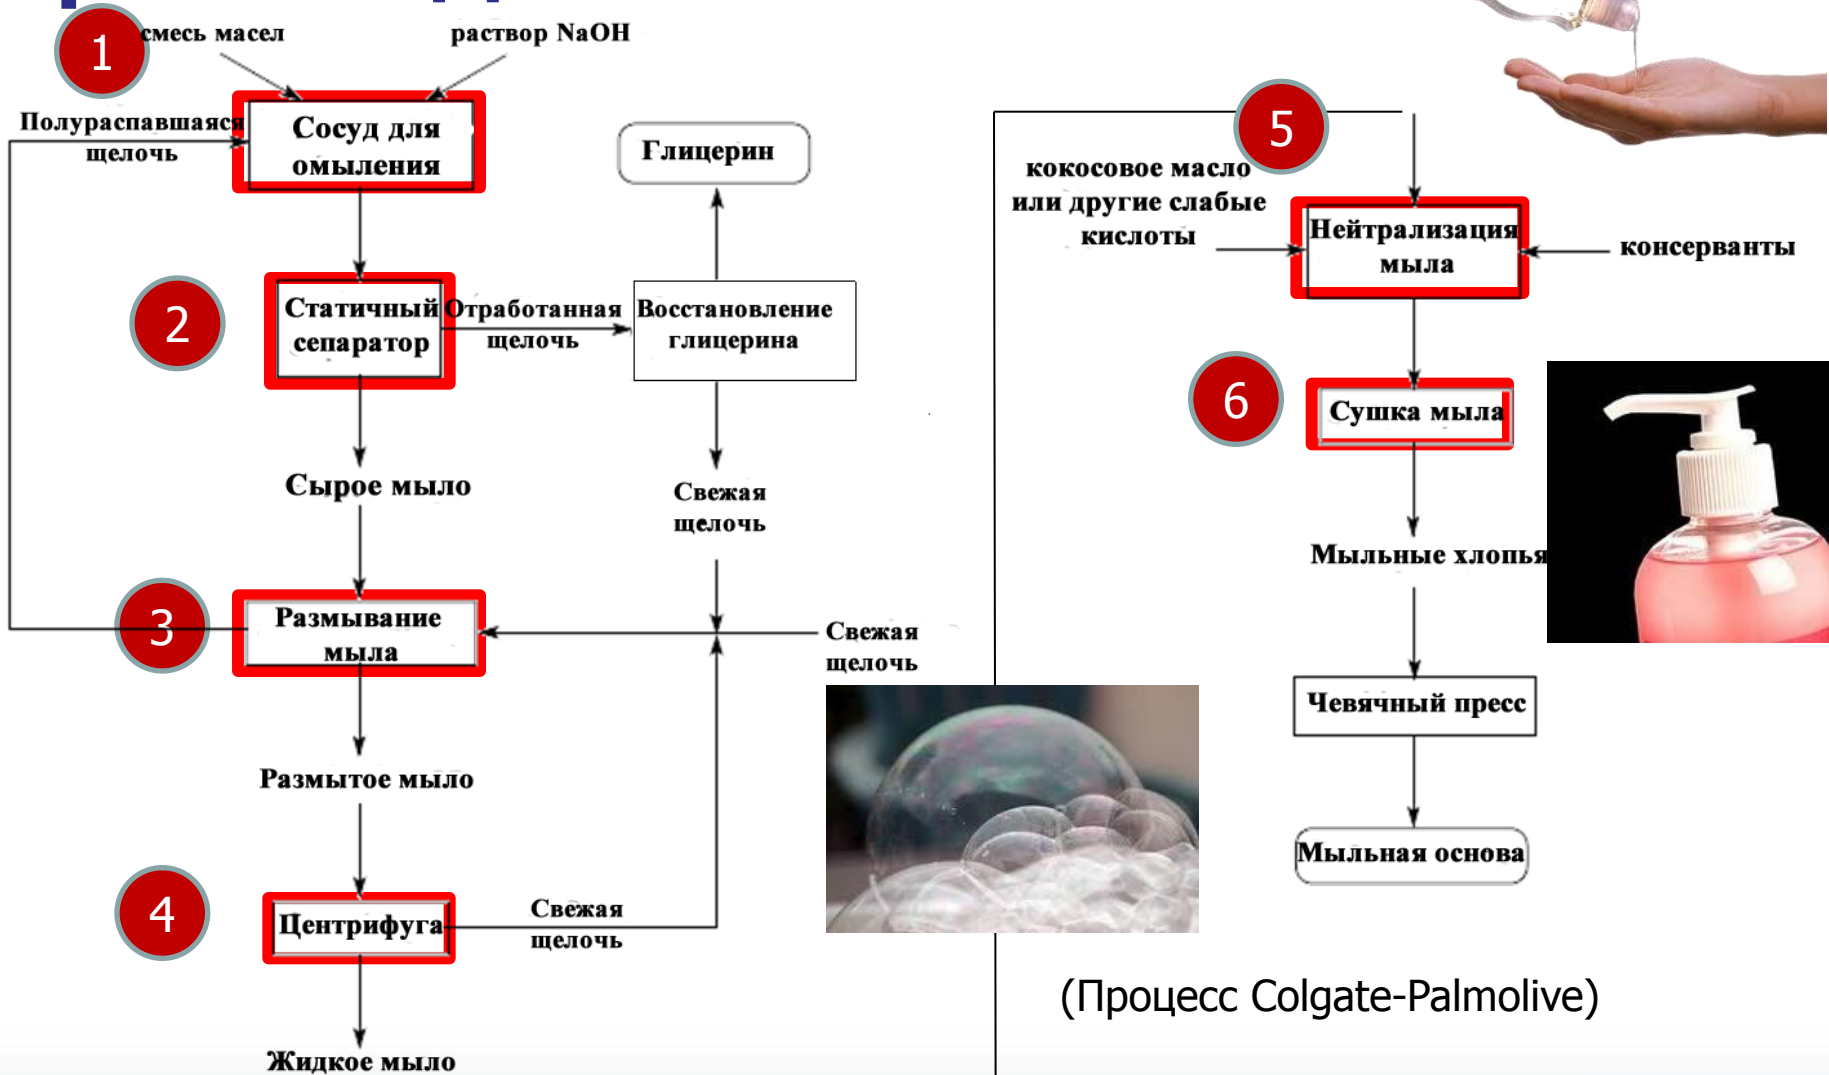 1
смесь масел
раствор NaOH
Полураспавшаяся
щелочь
Сосуд для
омыления
Глицерин
2
Статичный
сепаратор
Отработанная
щелочь
Восстановление
глицерина
Сырое мыло
Свежая
щелочь
3
Размывание
мыла
Свежая
щелочь
Размытое мыло
4
Центрифуга
Свежая
щелочь
Жидкое мыло
5
кокосовое масло
или другие слабые
кислоты
Нейтрализация
мыла
консерванты
6
Сушка мыла
Мыльные хлопья
Чевячный пресс
Мыльная основа
(Процесс Colgate-Palmolive)